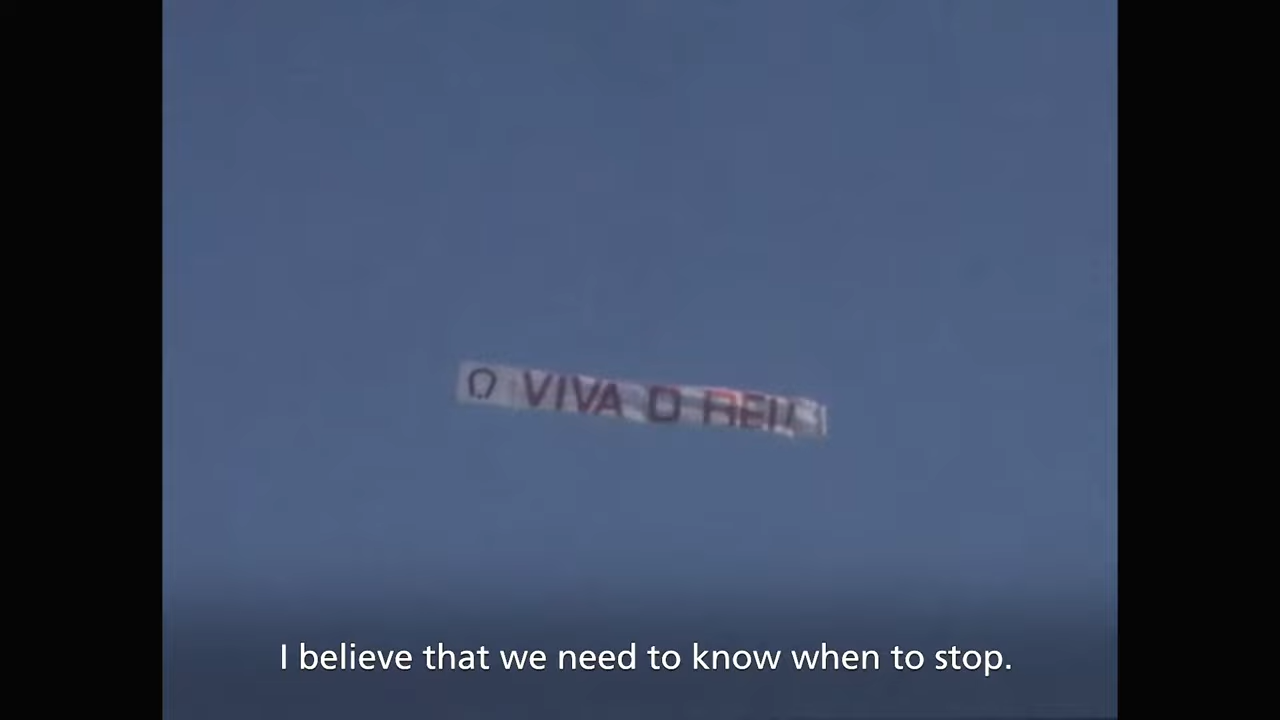 Ω VIVA O REI!
I believe that we need to know when to stop.